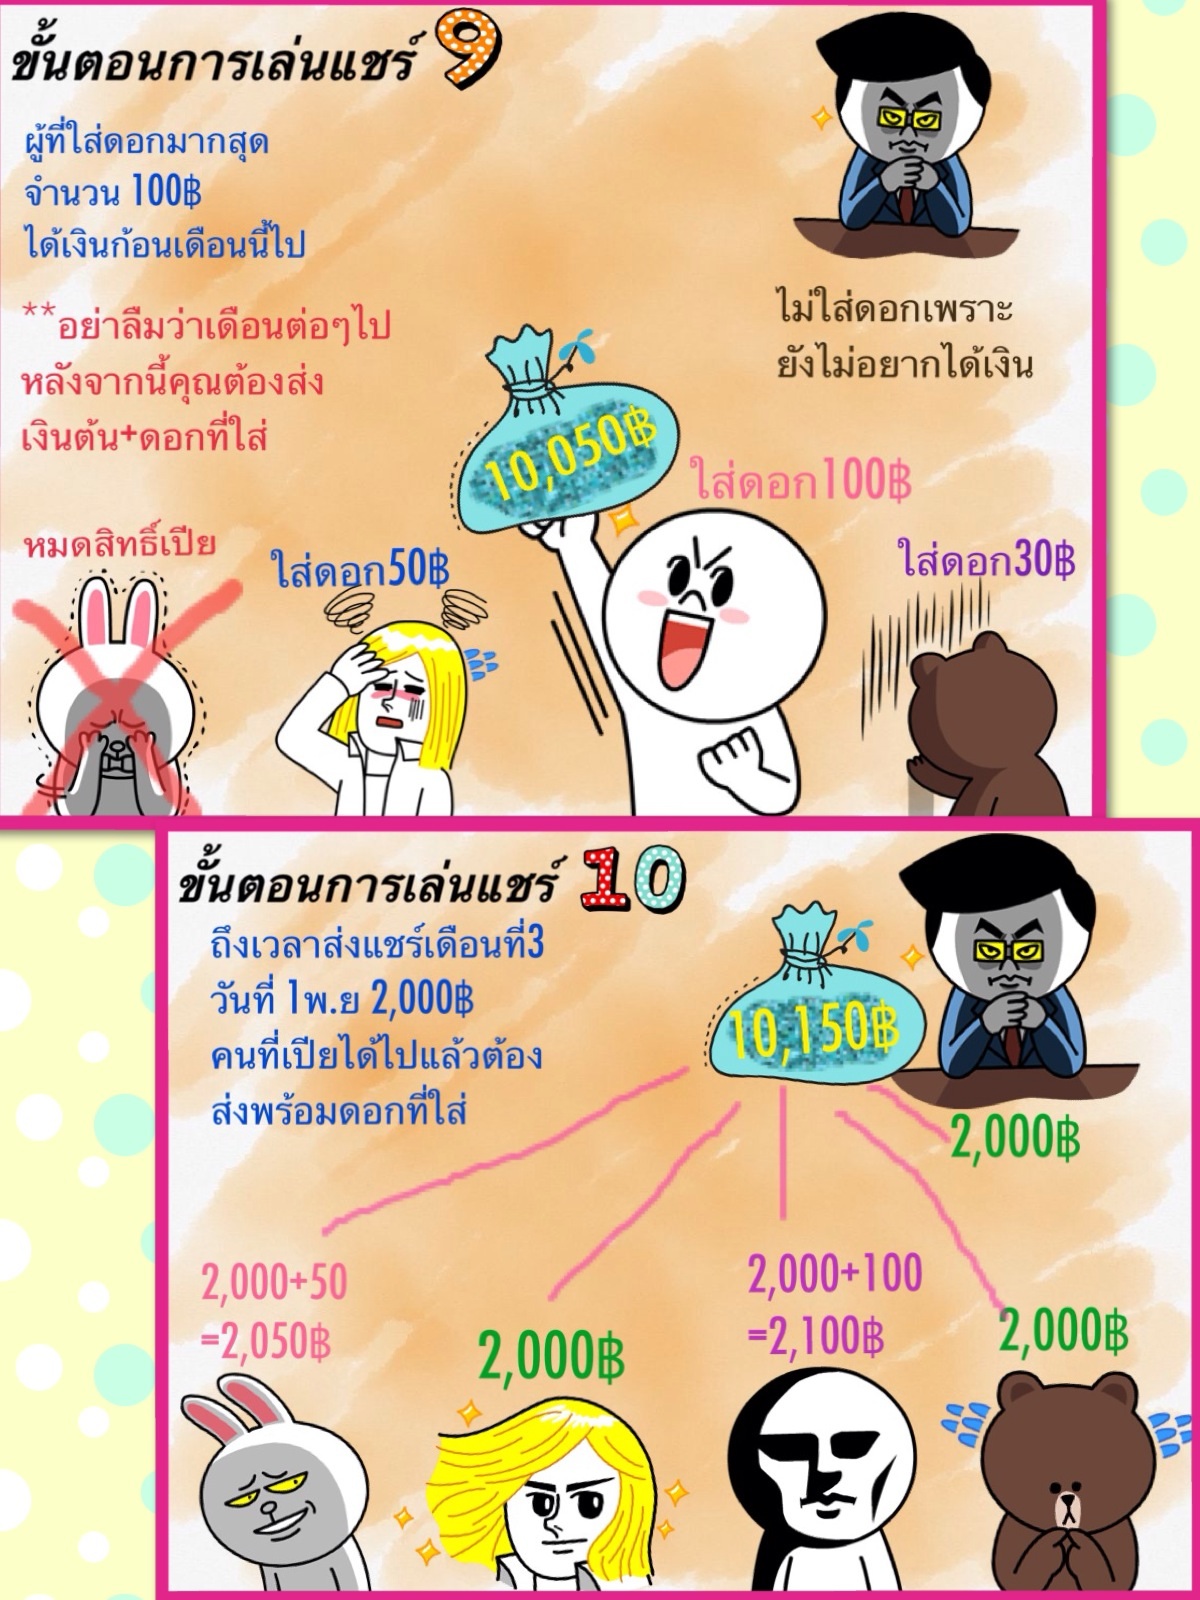 ขั้นตอนการเล่นแชร์ 9
ผู้ที่ใส่ดอกมากสุด
จำนวน 100฿
ได้เงินก้อนเดือนนี้ไป
**อย่าลืมว่าเดือนต่อๆไป
หลังจากนี้คุณต้องส่ง
เงินต้น+ดอกที่ใส่
ไม่ใส่ดอกเพราะ
ยังไม่อยากได้เงิน
10,050฿
ใส่ดอก100฿
หมดสิทธิ์เปีย
ใส่ดอก50฿
ใส่ดอก30฿
ขั้นตอนการเล่นแชร์ 10
ถึงเวลาส่งแชร์เดือนที่3
วันที่ 1พ.ย 2,000฿
คนที่เปียได้ไปแล้วต้อง
ส่งพร้อมดอกที่ใส่
10,150฿
2,000฿
2,000+50
=2,050฿
2,000฿
2,000+100
=2,100฿
2,000฿